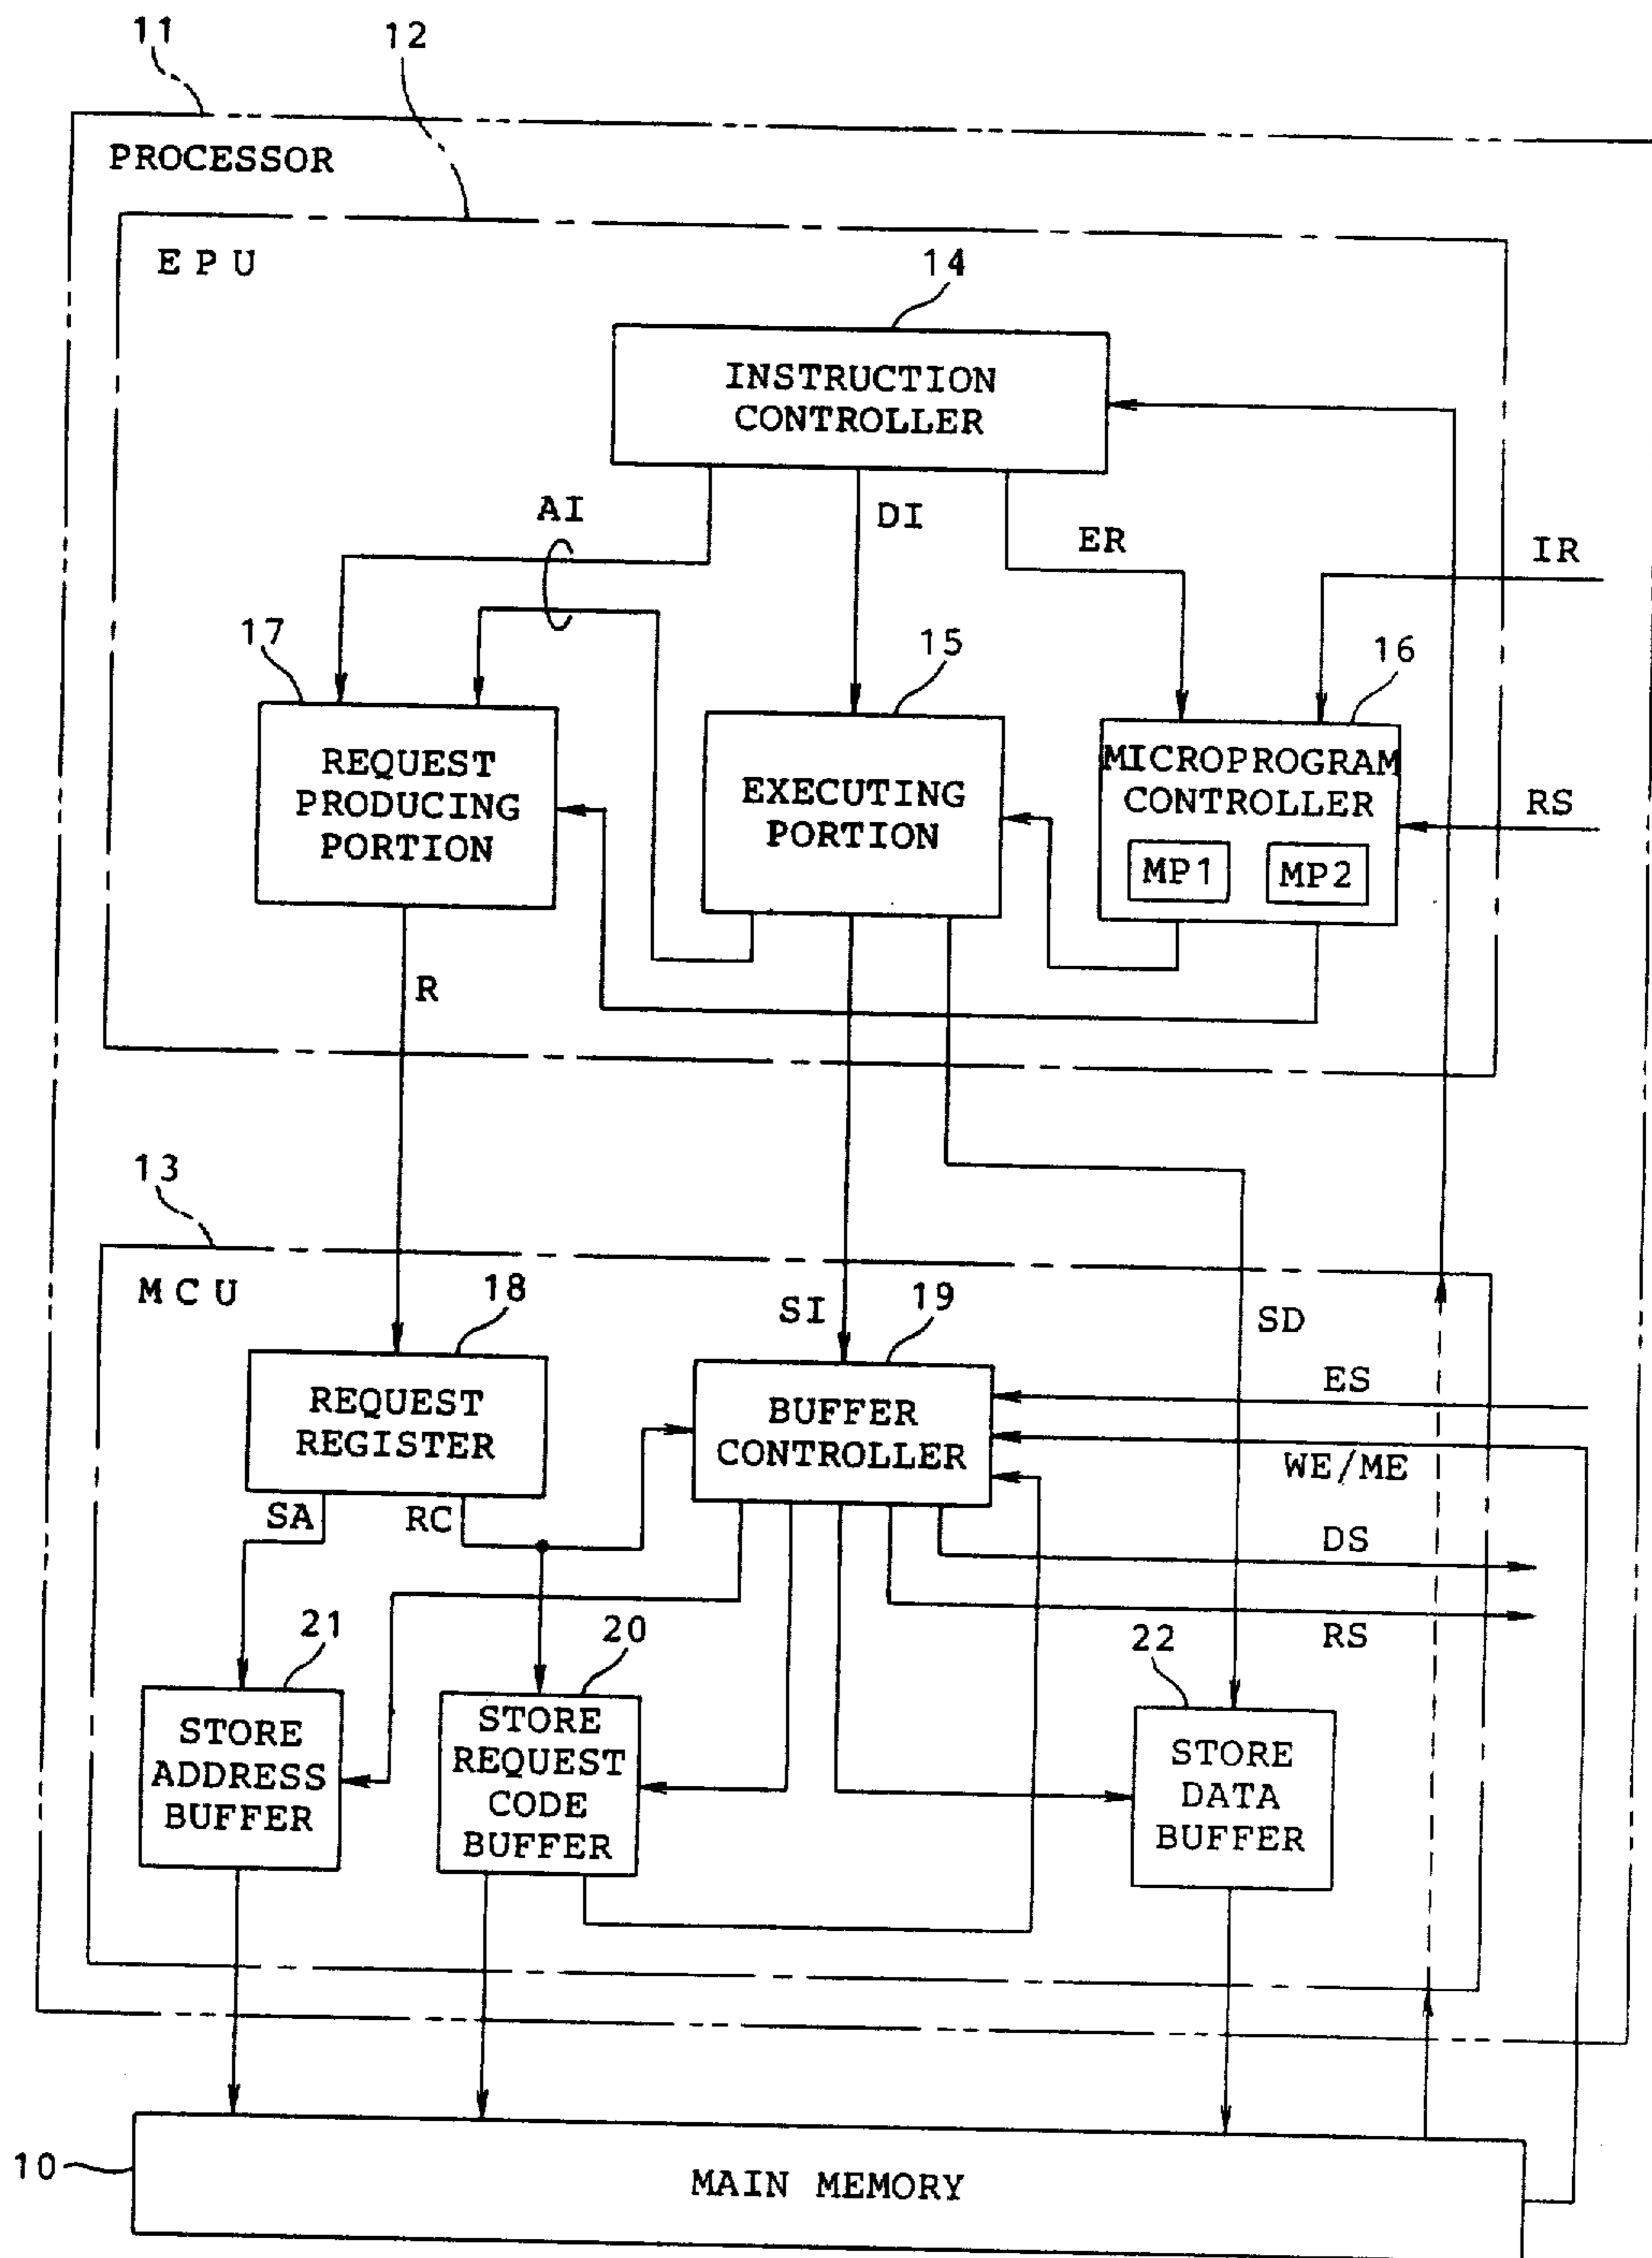 11
12
PROCESSOR
EPU
14
INSTRUCTION
CONTROLLER
AI
DI
ER
IR
17
15
16
REQUEST
PRODUCING
PORTION
EXECUTING
PORTION
MICROPROGRAM
CONTROLLER
MP1
MP2
RS
R
13
MCU
18
SI
19
SD
REQUEST
REGISTER
BUFFER
CONTROLLER
ES
WE/ME
SA
RC
DS
RS
21
20
22
STORE
ADDRESS
BUFFER
STORE
REQUEST
CODE
BUFFER
STORE
DATA
BUFFER
10
MAIN MEMORY